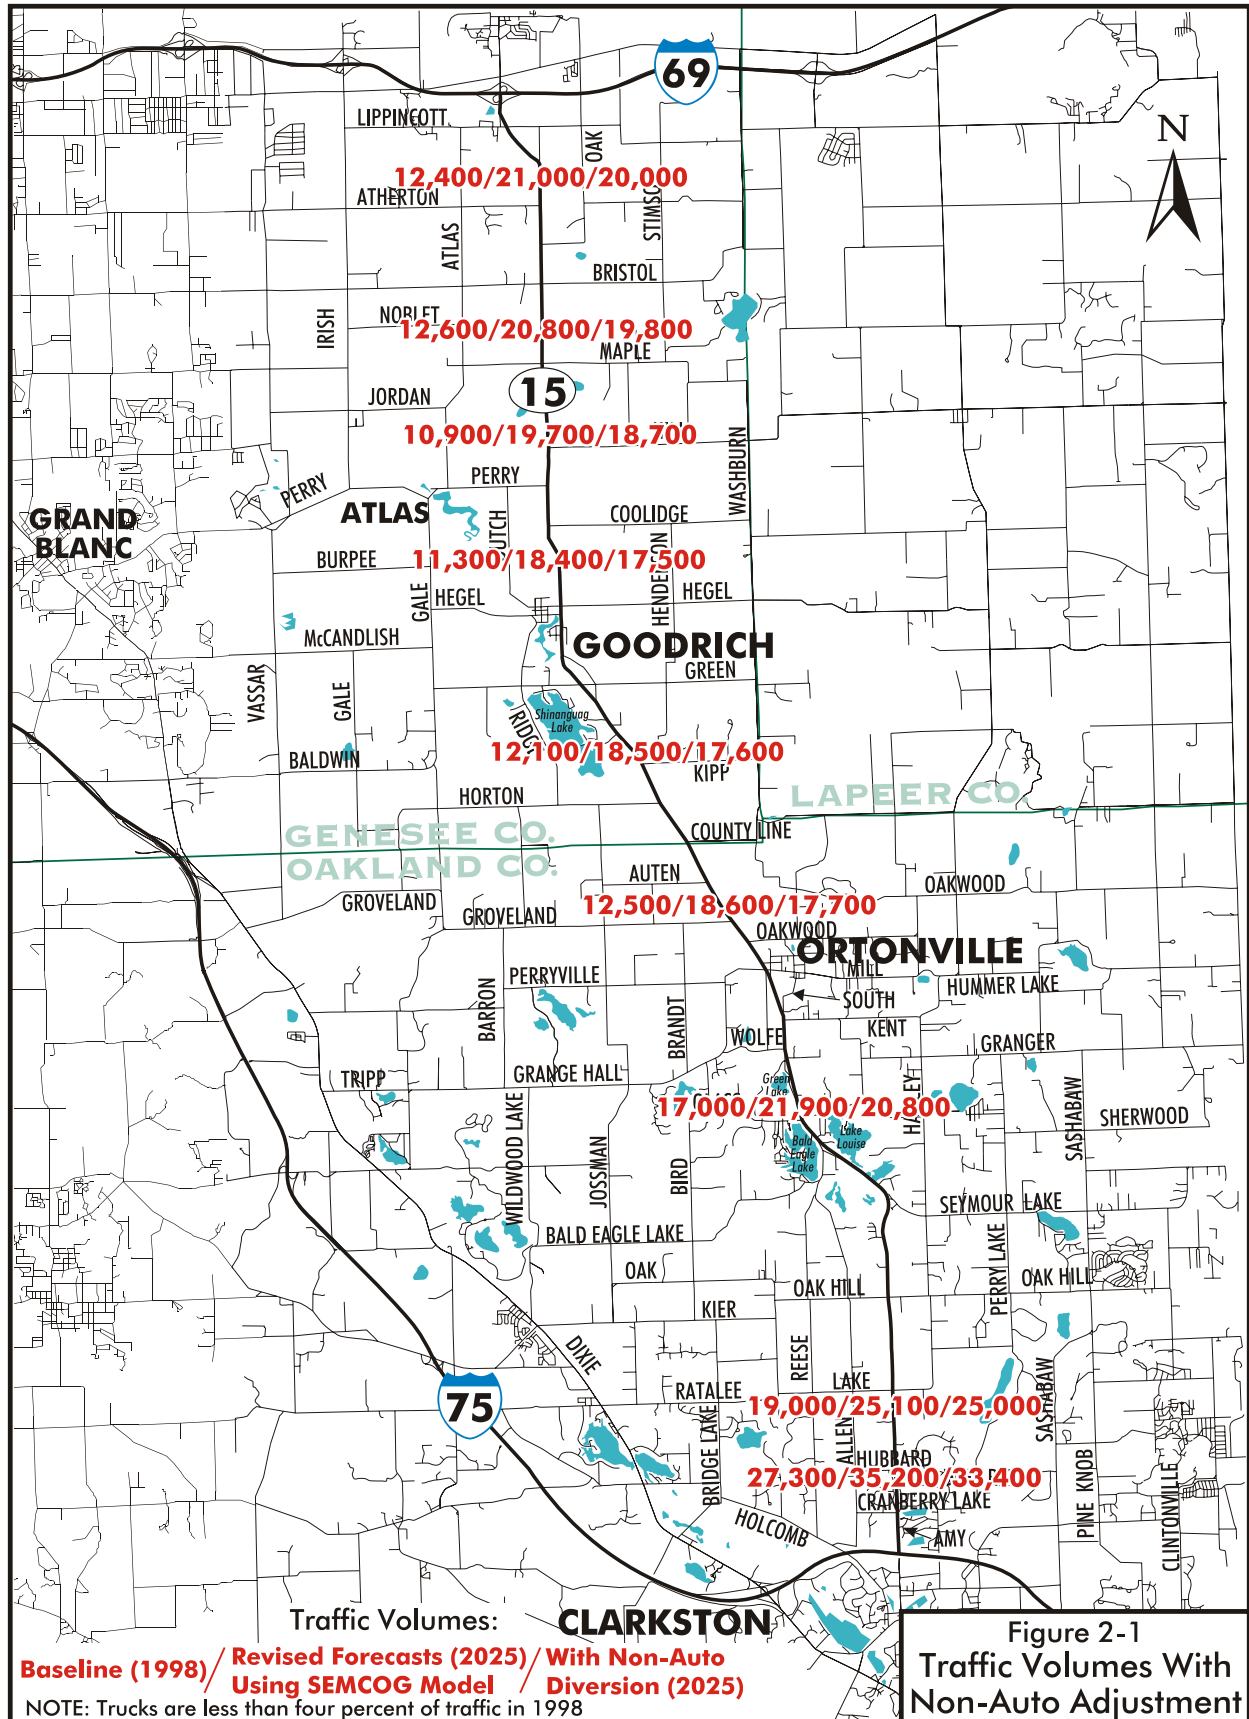 69
LIPPINCOTT
OAK
N
12,400/21,000/20,000
ATHERTON
STIMSO
ATLAS
BRISTOL
IRISH
NOBLET
12,600/20,800/19,800
MAPLE
JORDAN
15
10,900/19,700/18,700
WASHBURN
PERRY
PERRY
ATLAS
GRAND
BLANC
COOLIDGE
BURPEE
11,300/18,400/17,500
HENDERSON
GALE
HEGEL
HEGEL
McCANDLISH
GOODRICH
GREEN
VASSAR
GALE
Shinanguag
Lake
12,100/18,500/17,600
BALDWIN
KIPP
HORTON
LAPEER CO.
GENESEE CO.
COUNTY LINE
OAKLAND CO.
AUTEN
OAKWOOD
GROVELAND
GROVELAND
12,500/18,600/17,700
OAKWOOD
ORTONVILLE
MILL
PERRYVILLE
HUMMER LAKE
SOUTH
BARRON
BRANDT
WOLFE
KENT
GRANGER
TRIPP
GRANGE HALL
Green
Lake
17,000/21,900/20,800
SASHABAW
SHERWOOD
WILDWOOD LAKE
JOSSMAN
BIRD
Bald
Eagle
Lake
Lake
Louise
SEYMOUR LAKE
BALD EAGLE LAKE
OAK
OAK HILL
PERRY LAKE
OAK HILL
KIER
DIXIE
REESE
75
RATALEE
LAKE
SASHABAW
19,000/25,100/25,000
BRIDGE LAKE
ALLEN
HUBBARD
27,300/35,200/33,400
CRANBERRY LAKE
PINE KNOB
CLINTONVILLE
HOLCOMB
AMY
CLARKSTON
Traffic Volumes:
Baseline (1998)/ Revised Forecasts (2025) Using SEMCOG Model / With Non-Auto Diversion (2025)
NOTE: Trucks are less than four percent of traffic in 1998
Figure 2-1
Traffic Volumes With
Non-Auto Adjustment